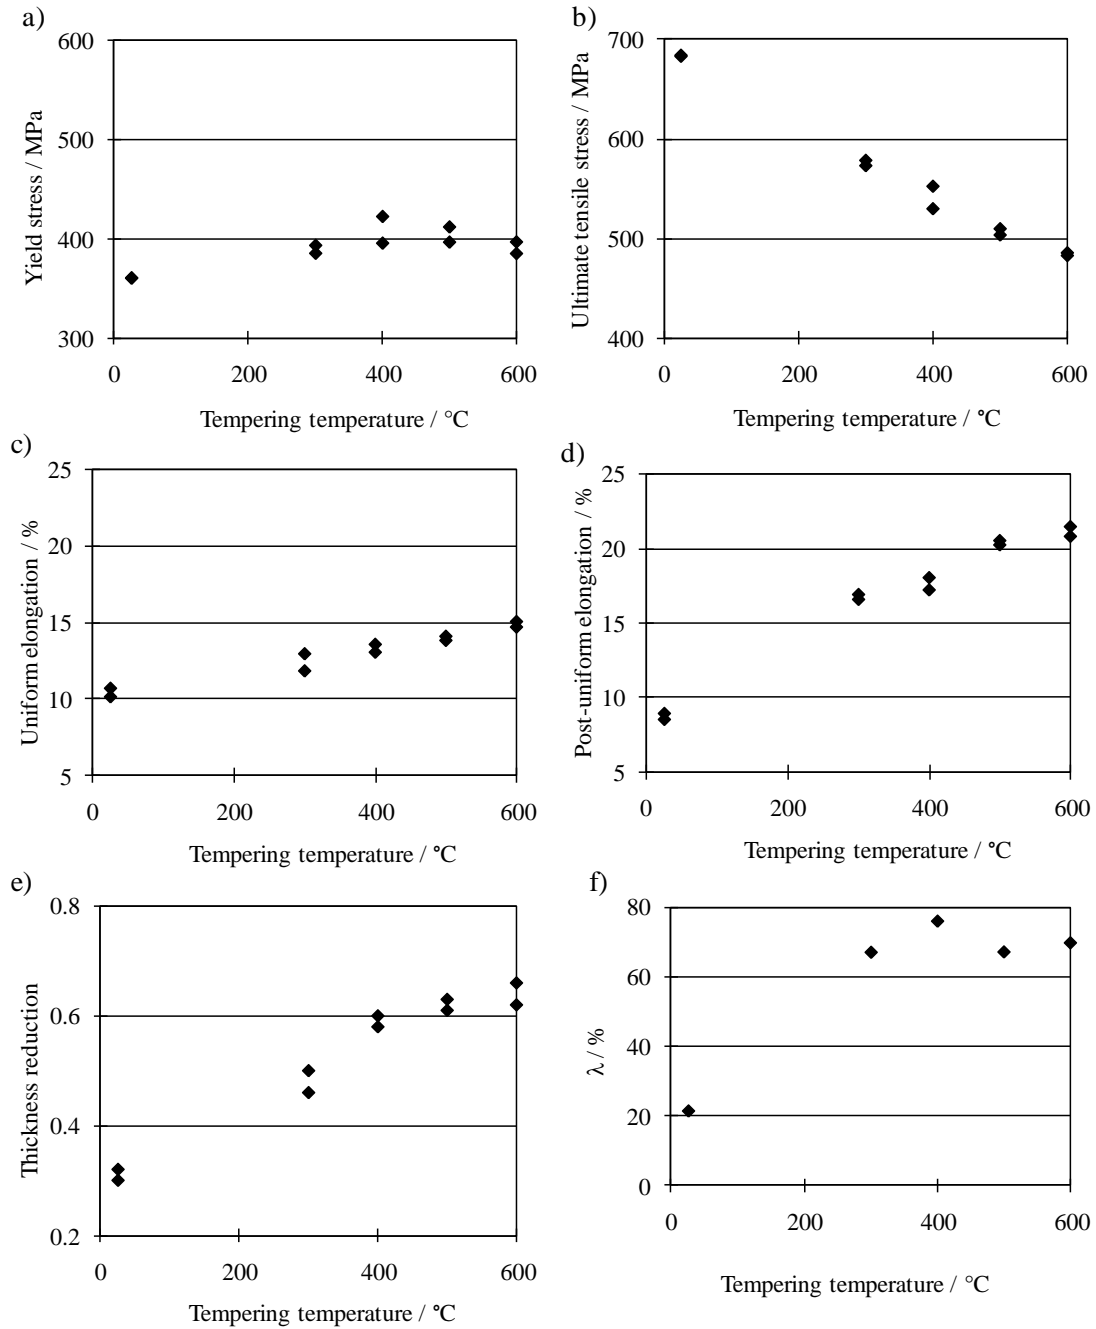 a)
600
500
400
300
0 200 400 600
Yield stress / MPa
Tempering temperature / °C
b)
700
600
500
400
0 200 400 600
Ultimate tensile stress / MPa
Tempering temperature / °C
c)
25
20
15
10
5
0 200 400 600
Uniform elongation / %
Tempering temperature / °C
d)
25
20
15
10
5
0 200 400 600
Post-uniform elongation / %
Tempering temperature / °C
e)
0.8
0.6
0.4
0.2
0 200 400 600
Thickness reduction
Tempering temperature / °C
f)
80
60
40
20
0
0 200 400 600
λ / %
Tempering temperature / °C